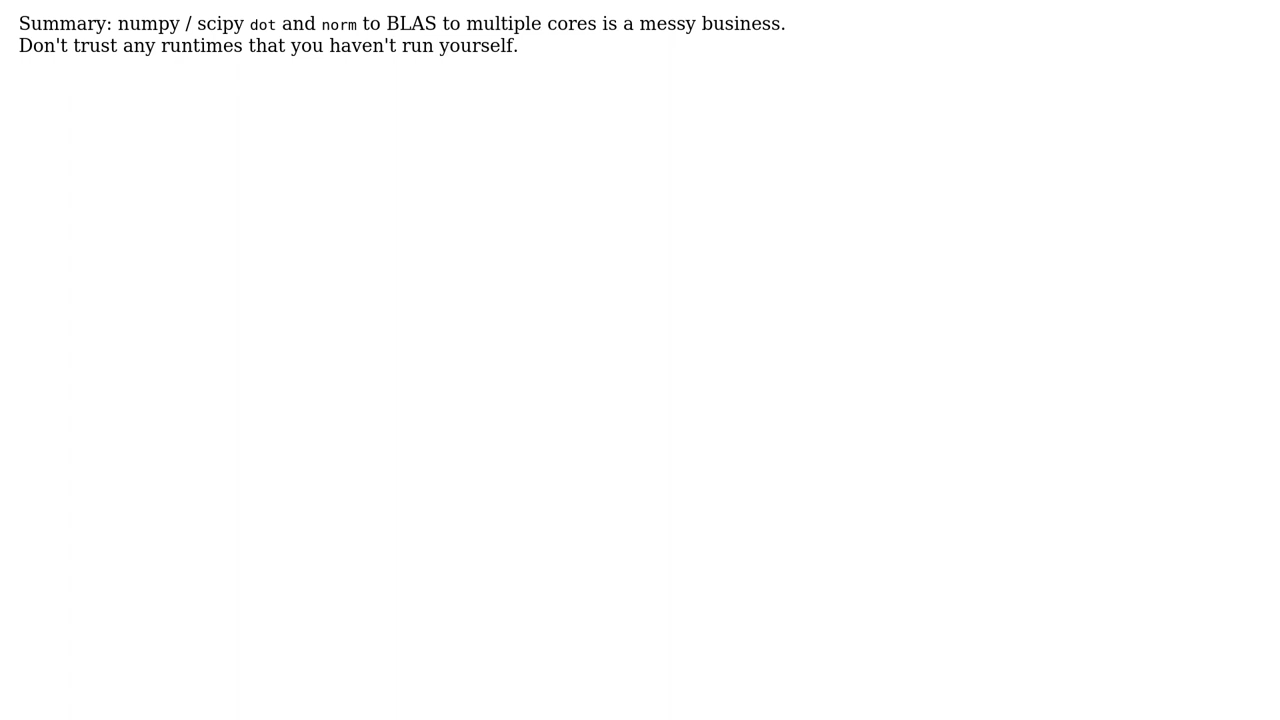 Summary: numpy / scipy dot and norm to BLAS to multiple cores is a messy business.
Don't trust any runtimes that you haven't run yourself.